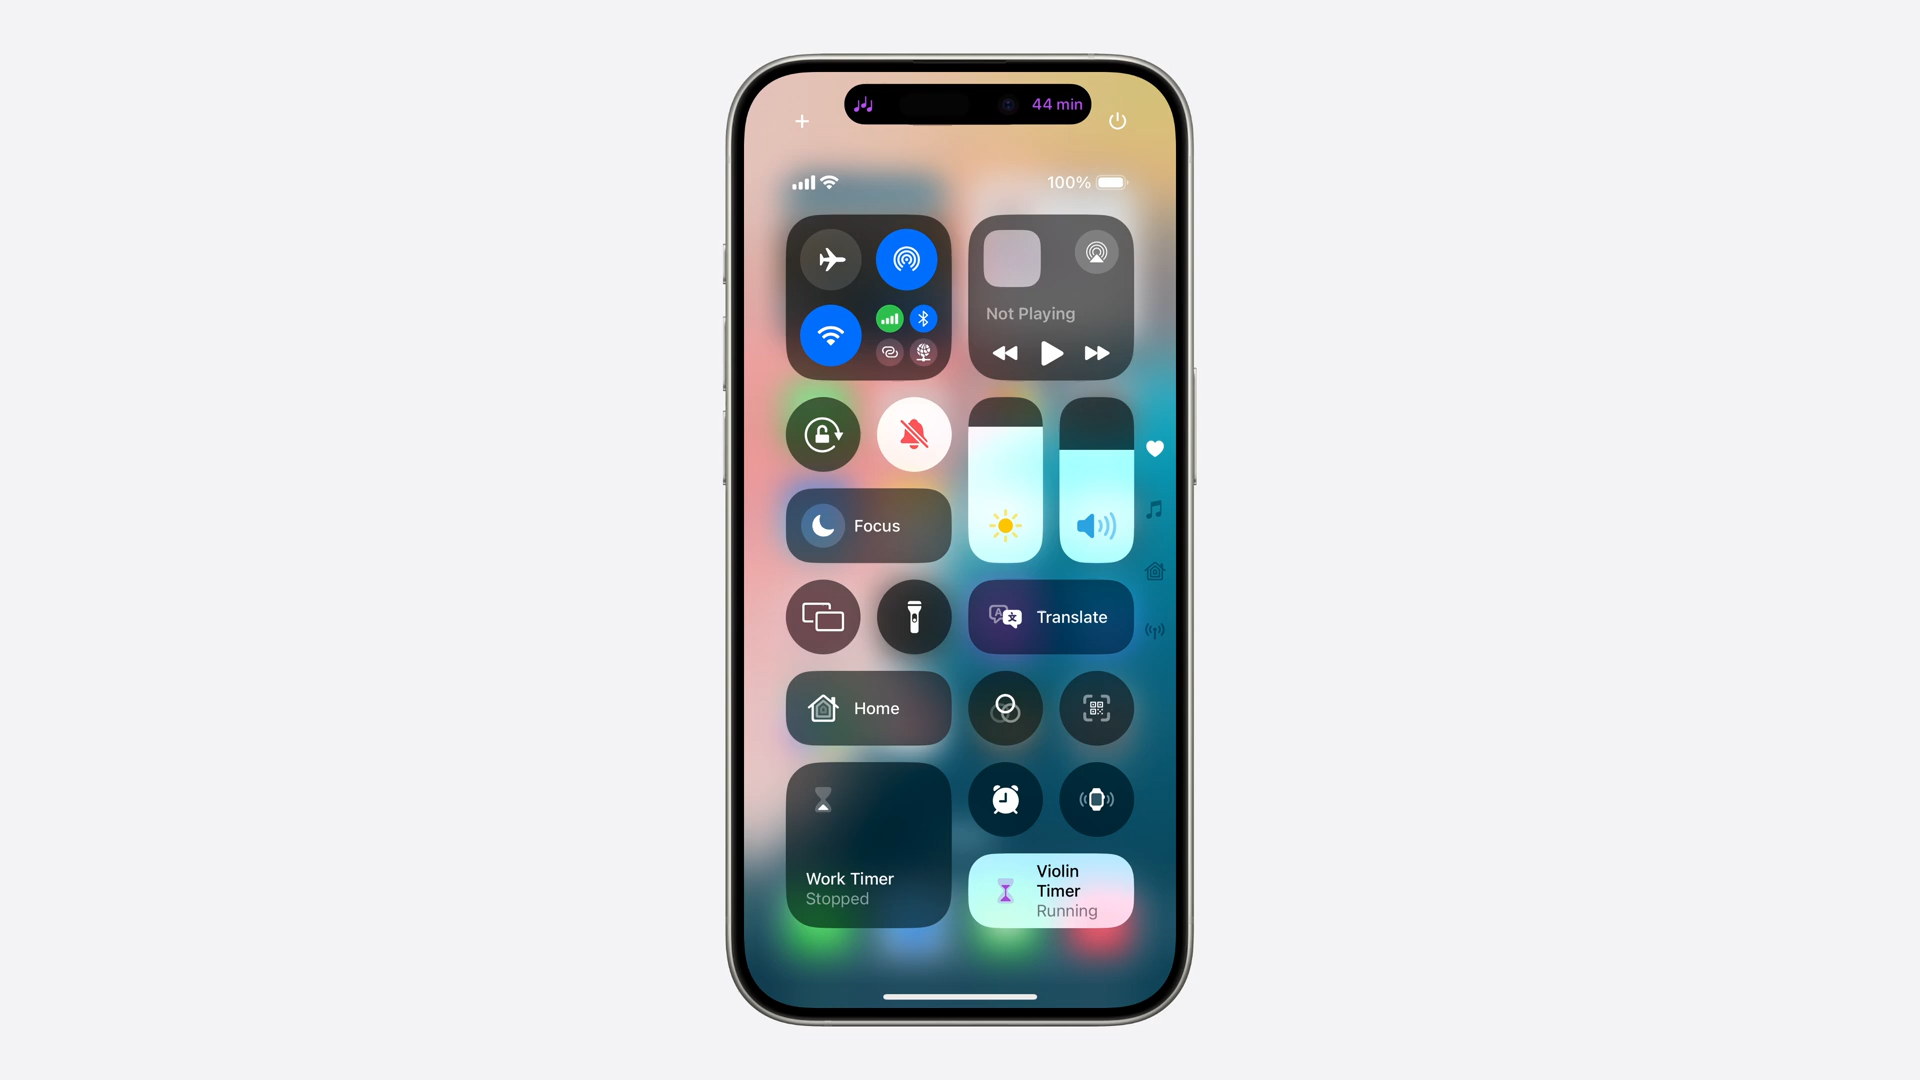 44 min
100%
Not Playing
Focus
Translate
Home
Work Timer
Stopped
Violin
Timer
Running